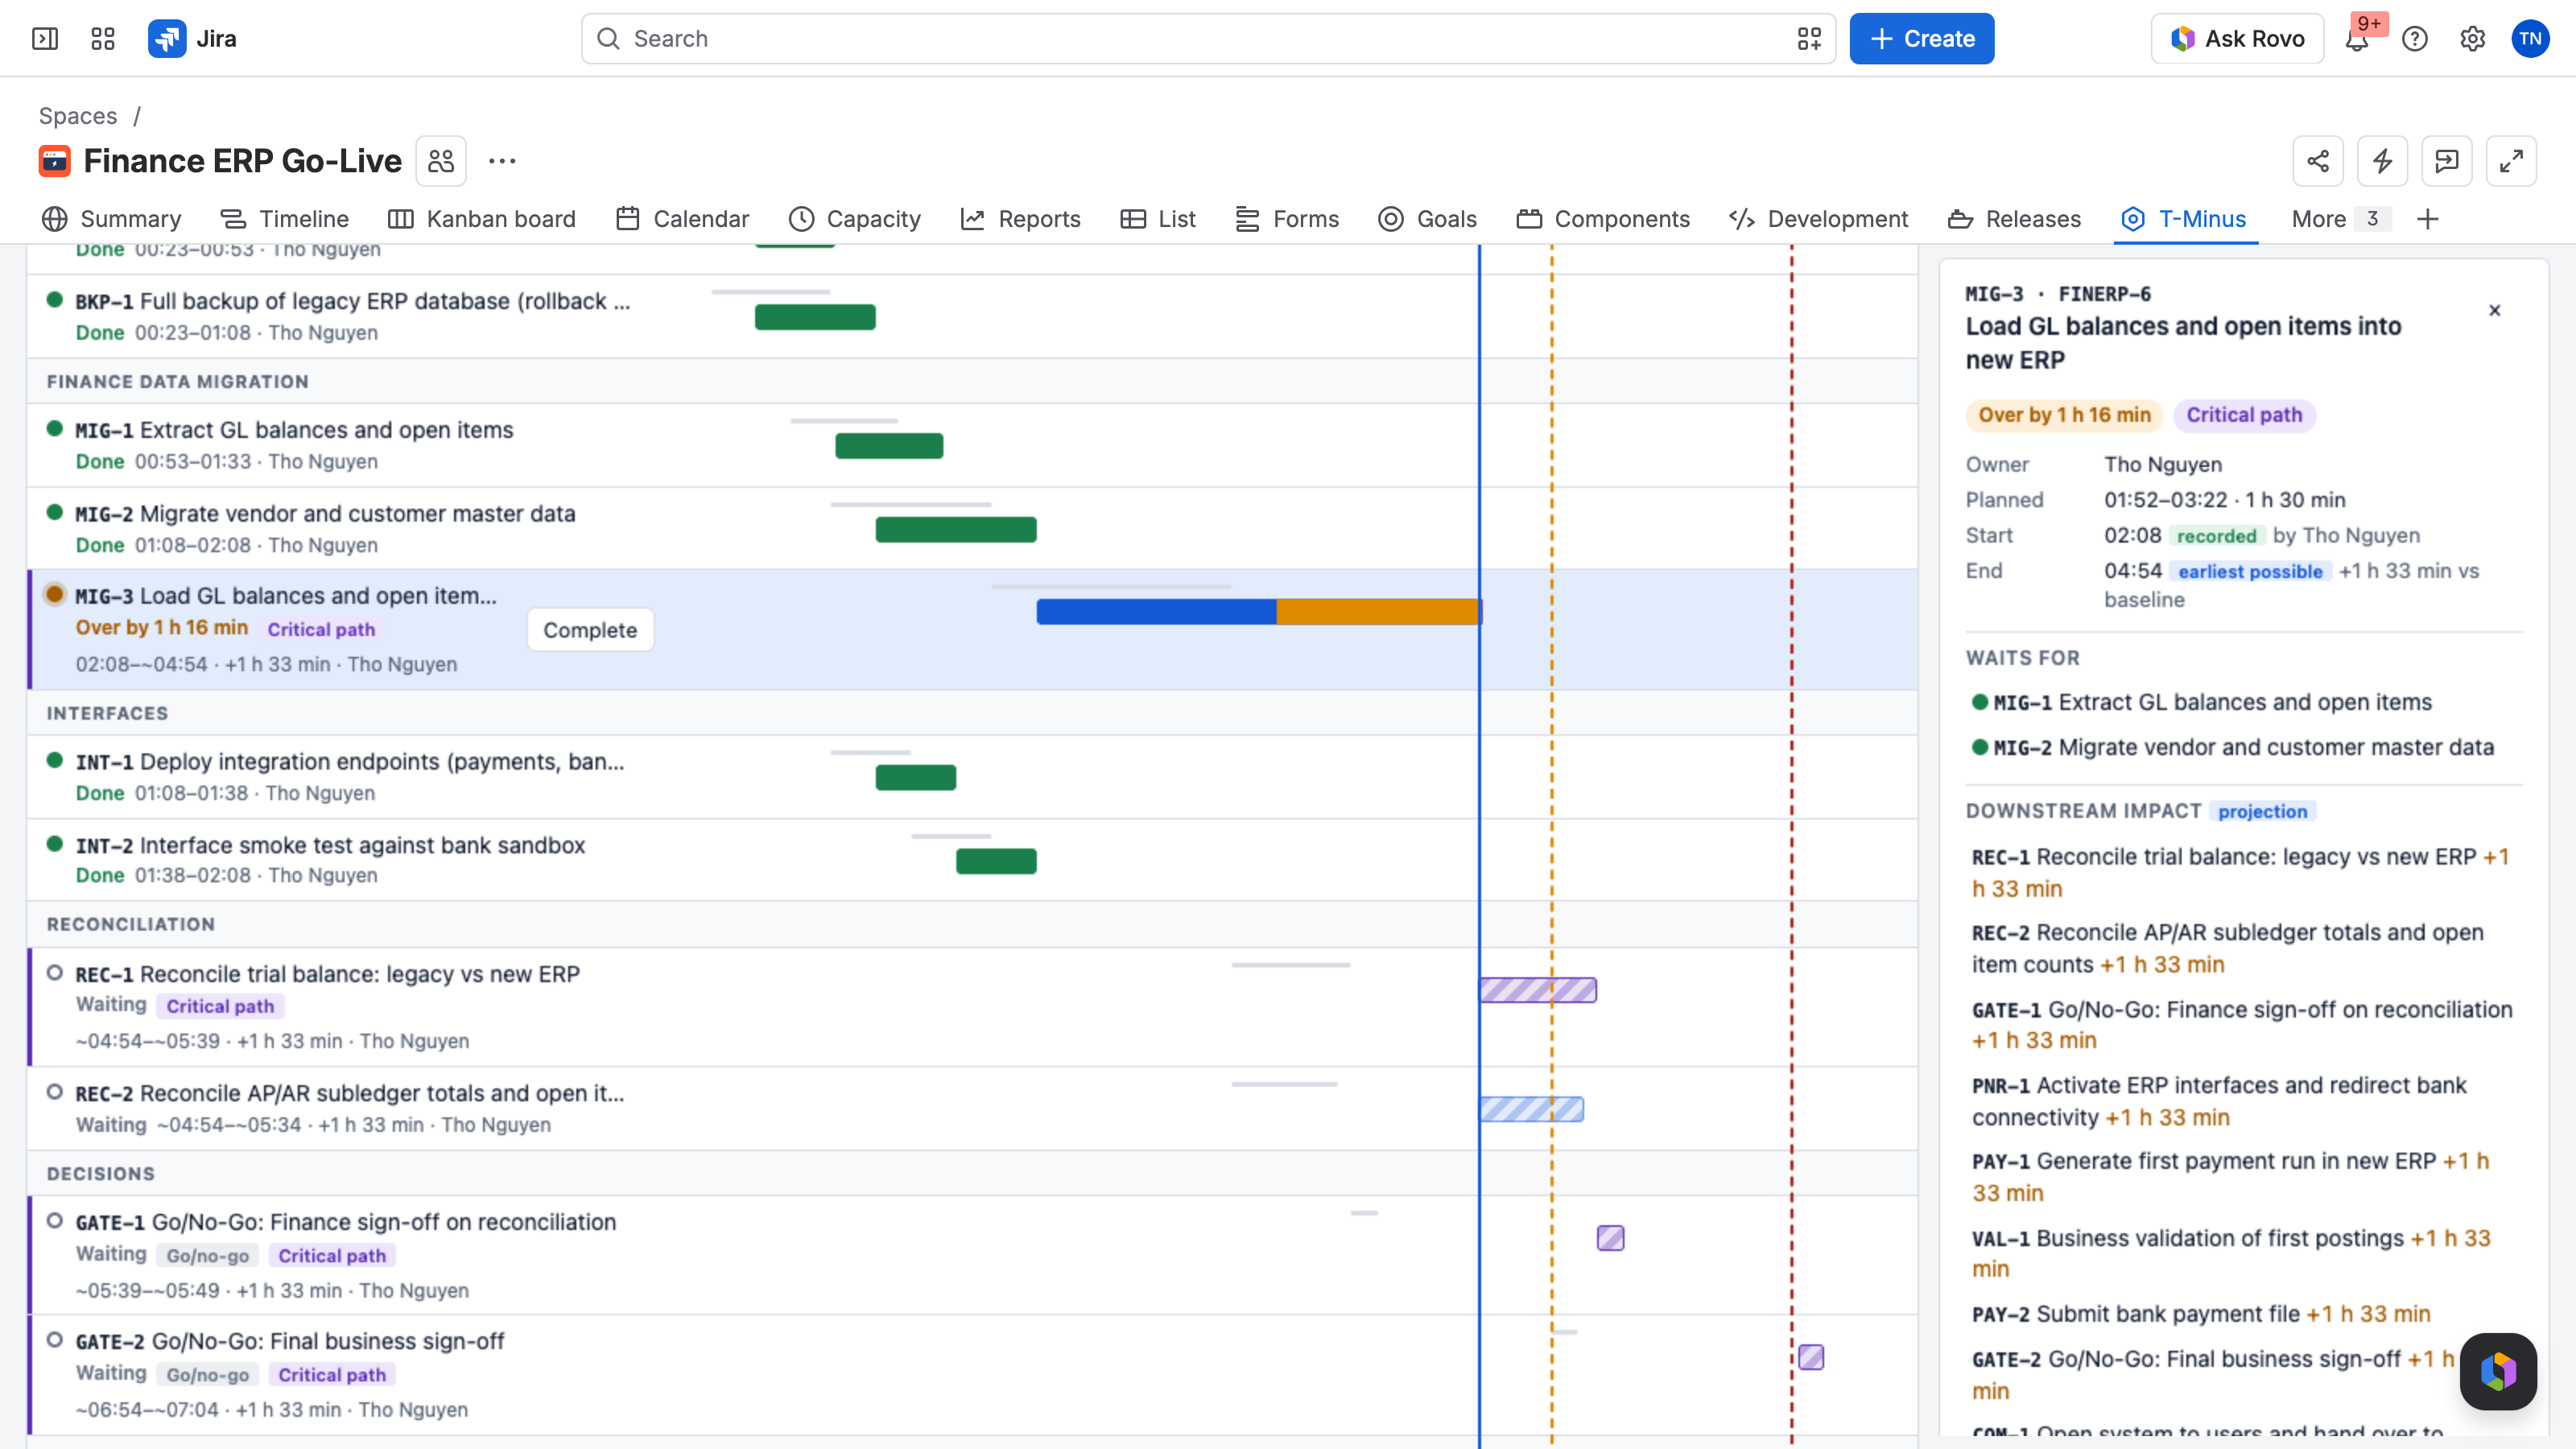 Jira
Search
Create
Ask Rovo
9+
TN
Spaces /
Finance ERP Go-Live
Summary
Timeline
Kanban board
Calendar
Capacity
Reports
List
Forms
Goals
Components
Development
Releases
T-Minus
More 3
Done 00:23–00:53 · Tho Nguyen
BKP-1 Full backup of legacy ERP database (rollback ...
Done 00:23–01:08 · Tho Nguyen
FINANCE DATA MIGRATION
MIG-1 Extract GL balances and open items
Done 00:53–01:33 · Tho Nguyen
MIG-2 Migrate vendor and customer master data
Done 01:08–02:08 · Tho Nguyen
MIG-3 Load GL balances and open item...
Over by 1 h 16 min Critical path
Complete
02:08–~04:54 · +1 h 33 min · Tho Nguyen
INTERFACES
INT-1 Deploy integration endpoints (payments, ban...
Done 01:08–01:38 · Tho Nguyen
INT-2 Interface smoke test against bank sandbox
Done 01:38–02:08 · Tho Nguyen
RECONCILIATION
REC-1 Reconcile trial balance: legacy vs new ERP
Waiting Critical path
~04:54–~05:39 · +1 h 33 min · Tho Nguyen
REC-2 Reconcile AP/AR subledger totals and open it...
Waiting ~04:54–~05:34 · +1 h 33 min · Tho Nguyen
DECISIONS
GATE-1 Go/No-Go: Finance sign-off on reconciliation
Waiting Go/no-go Critical path
~05:39–~05:49 · +1 h 33 min · Tho Nguyen
GATE-2 Go/No-Go: Final business sign-off
Waiting Go/no-go Critical path
~06:54–~07:04 · +1 h 33 min · Tho Nguyen
MIG-3 · FINERP-6
Load GL balances and open items into
new ERP
Over by 1 h 16 min Critical path
Owner Tho Nguyen
Planned 01:52–03:22 · 1 h 30 min
Start 02:08 recorded by Tho Nguyen
End 04:54 earliest possible +1 h 33 min vs
baseline
WAITS FOR
MIG-1 Extract GL balances and open items
MIG-2 Migrate vendor and customer master data
DOWNSTREAM IMPACT projection
REC-1 Reconcile trial balance: legacy vs new ERP +1
h 33 min
REC-2 Reconcile AP/AR subledger totals and open
item counts +1 h 33 min
GATE-1 Go/No-Go: Finance sign-off on reconciliation
+1 h 33 min
PNR-1 Activate ERP interfaces and redirect bank
connectivity +1 h 33 min
PAY-1 Generate first payment run in new ERP +1 h
33 min
VAL-1 Business validation of first postings +1 h 33
min
PAY-2 Submit bank payment file +1 h 33 min
GATE-2 Go/No-Go: Final business sign-off +1 h
min
COM-1 Open system to users and hand over to